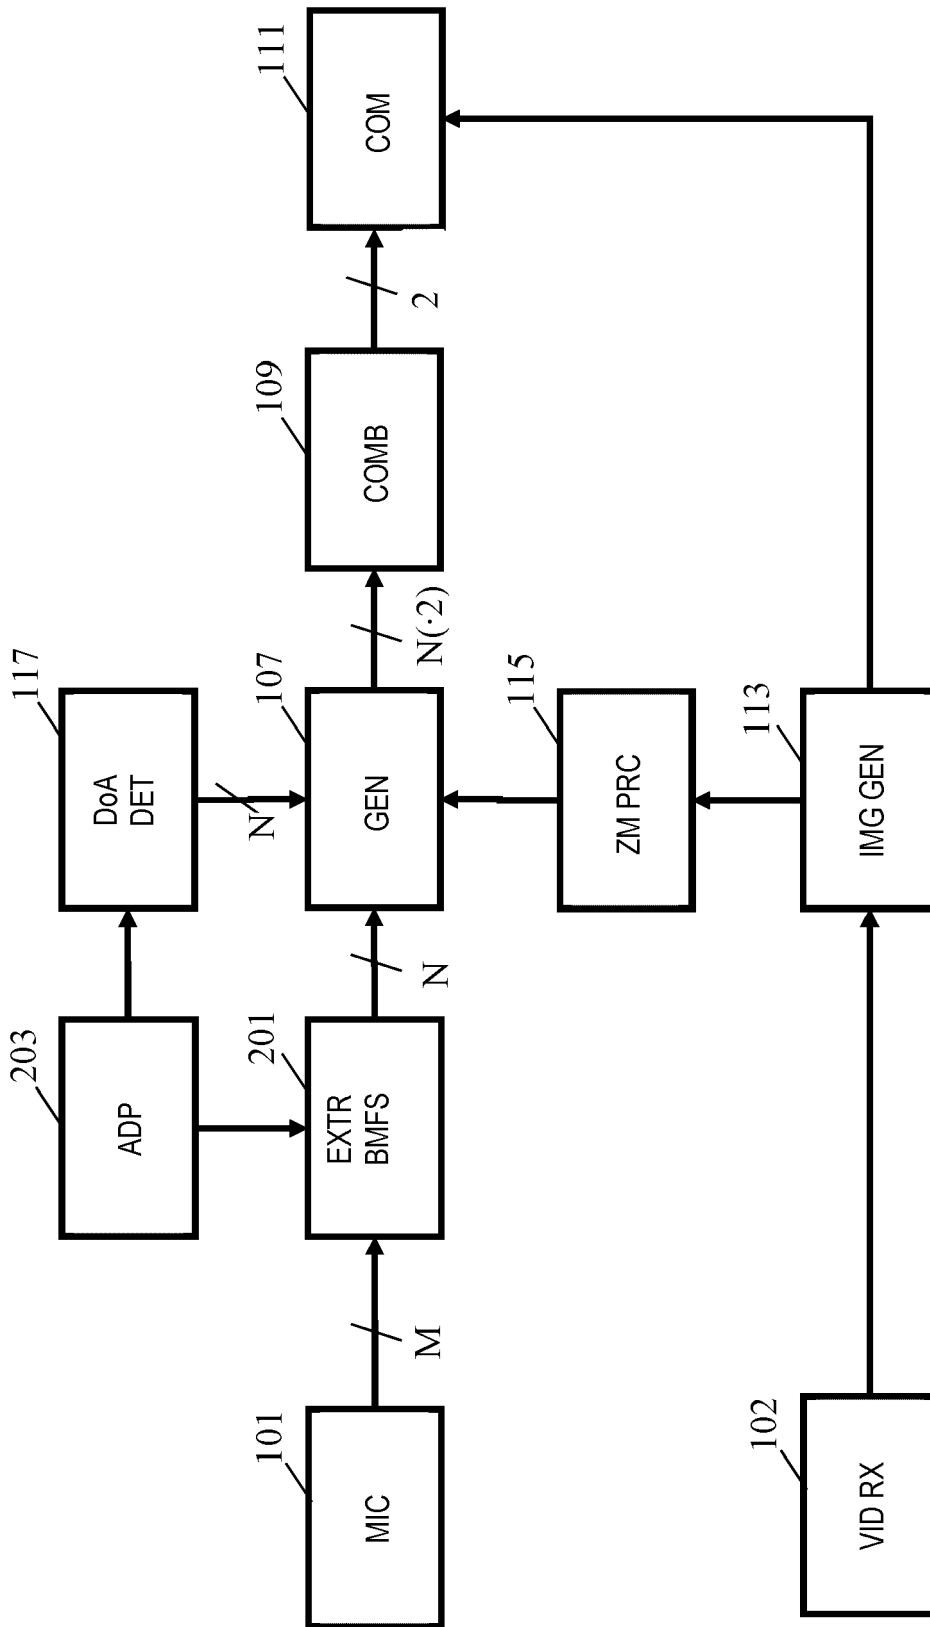 203
117
ADP
DoA
DET
N
101
201
107
109
111
MIC
EXTR
BMFS
GEN
COMB
COM
M
N
N(·2)
2
115
ZM PRC
102
113
VID RX
IMG GEN